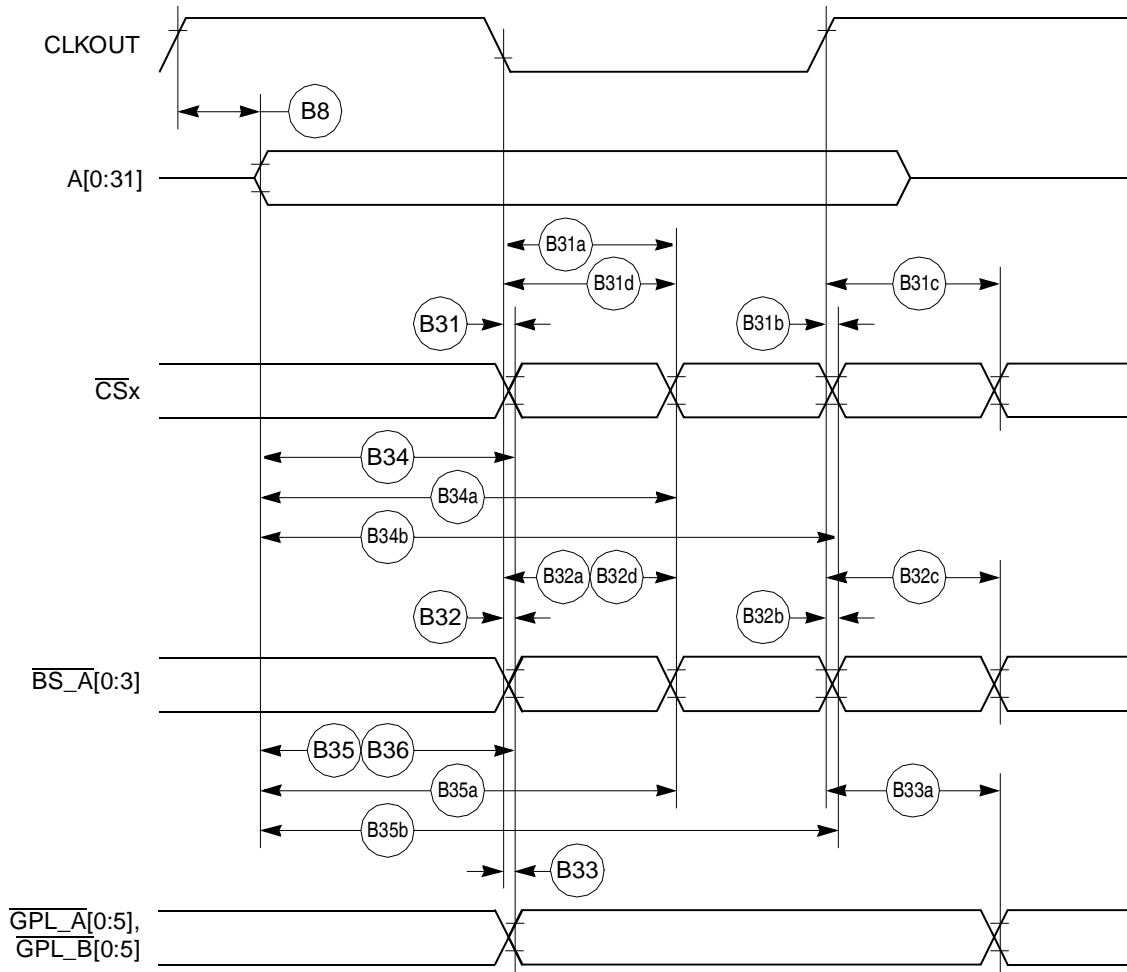 CLKOUT
B8
A[0:31]
B31a
B31d
B31c
B31
B31b
CSx
B34
B34a
B34b
B32a B32d
B32c
B32
B32b
BS_A[0:3]
B35 B36
B35a
B33a
B35b
B33
GPL_A[0:5],
GPL_B[0:5]